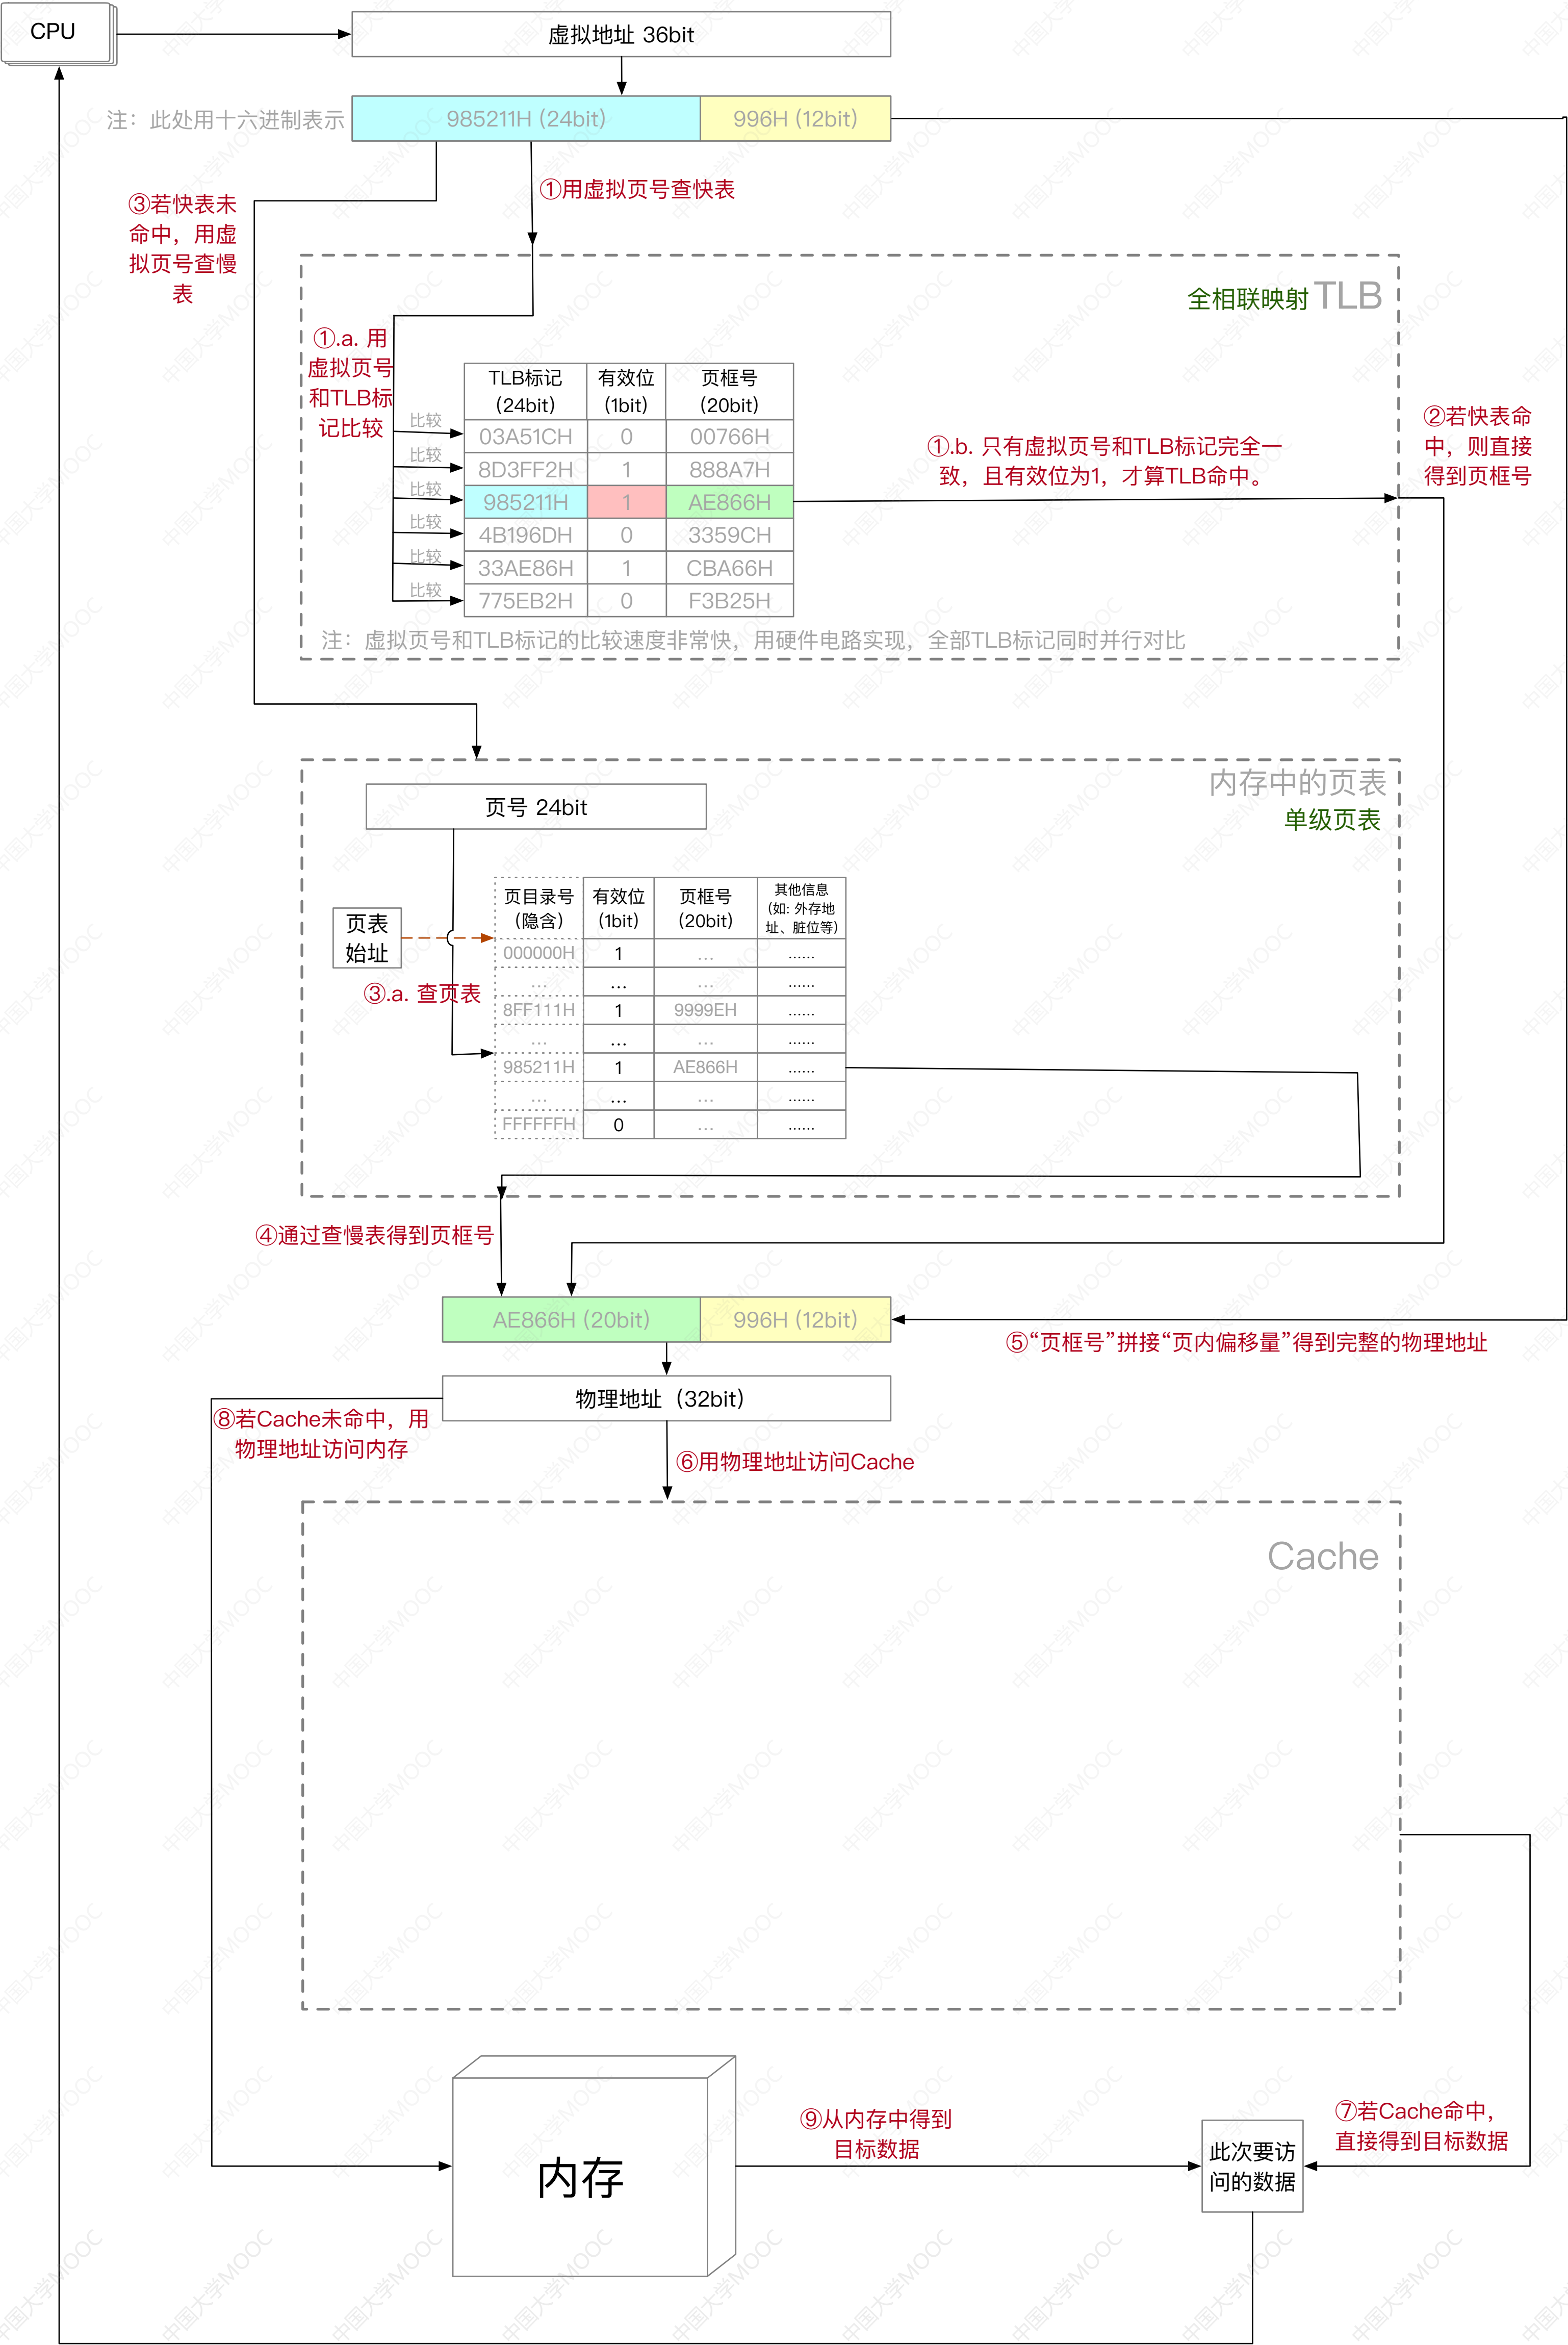 CPU
虚拟地址 36bit
注：此处用十六进制表示
985211H (24bit)
996H (12bit)
①用虚拟页号查快表
③若快表未
命中，用虚
拟页号查慢
表
全相联映射 TLB
①.a. 用
虚拟页号
和TLB标
记比较
TLB标记
(24bit)
有效位
(1bit)
页框号
(20bit)
比较
03A51CH
0
00766H
比较
8D3FF2H
1
888A7H
比较
985211H
1
AE866H
比较
4B196DH
0
3359CH
比较
33AE86H
1
CBA66H
比较
775EB2H
0
F3B25H
①.b. 只有虚拟页号和TLB标记完全一
致，且有效位为1，才算TLB命中。
②若快表命
中，则直接
得到页框号
注：虚拟页号和TLB标记的比较速度非常快，用硬件电路实现，全部TLB标记同时并行对比
内存中的页表
单级页表
页号 24bit
页表
始址
③.a. 查页表
页目录号
（隐含）
有效位
(1bit)
页框号
(20bit)
其他信息
(如: 外存地
址、脏位等)
000000H
1
...
......
...
...
...
......
8FF111H
1
9999EH
......
...
...
...
......
985211H
1
AE866H
......
...
...
...
......
FFFFFFH
0
...
......
④通过查慢表得到页框号
AE866H (20bit)
996H (12bit)
⑤“页框号”拼接“页内偏移量”得到完整的物理地址
物理地址（32bit）
⑧若Cache未命中，用
物理地址访问内存
⑥用物理地址访问Cache
Cache
内存
⑨从内存中得到
目标数据
此次要访
问的数据
⑦若Cache命中，
直接得到目标数据
中国大学MOOC